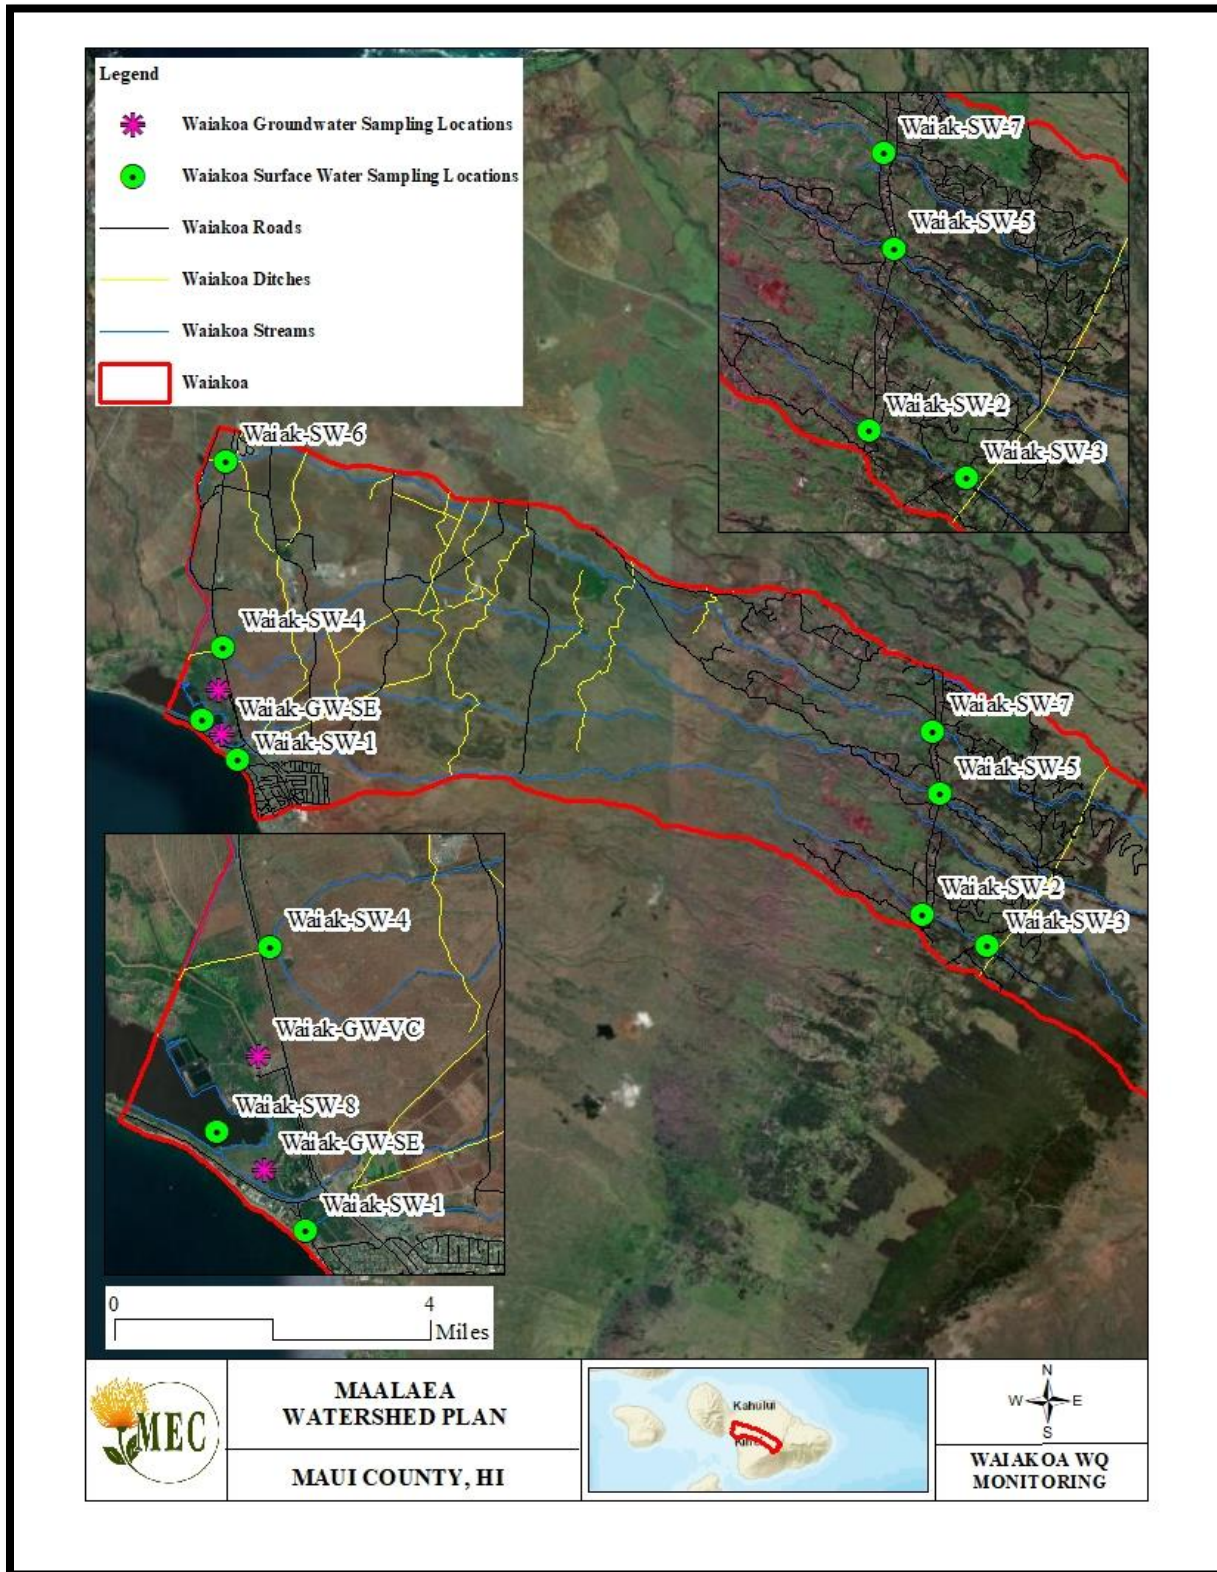 Legend
Waiakoa Groundwater Sampling Locations
Waiakoa Surface Water Sampling Locations
Waiakoa Roads
Waiakoa Ditches
Waiakoa Streams
Waiakoa
Waiak-SW-7
Waiak-SW-5
Waiak-SW-2
Waiak-SW-3
Waiak-SW-6
Waiak-SW-4
Waiak-GW-SE
Waiak-SW-1
Waiak-SW-7
Waiak-SW-5
Waiak-SW-2
Waiak-SW-3
Waiak-SW-4
Waiak-GW-VC
Waiak-SW-8
Waiak-GW-SE
Waiak-SW-1
0 4
Miles
MEC
MAALAEA
WATERSHED PLAN
MAUI COUNTY, HI
Kahului
N
W E
S
WAIAKOA WQ
MONITORING